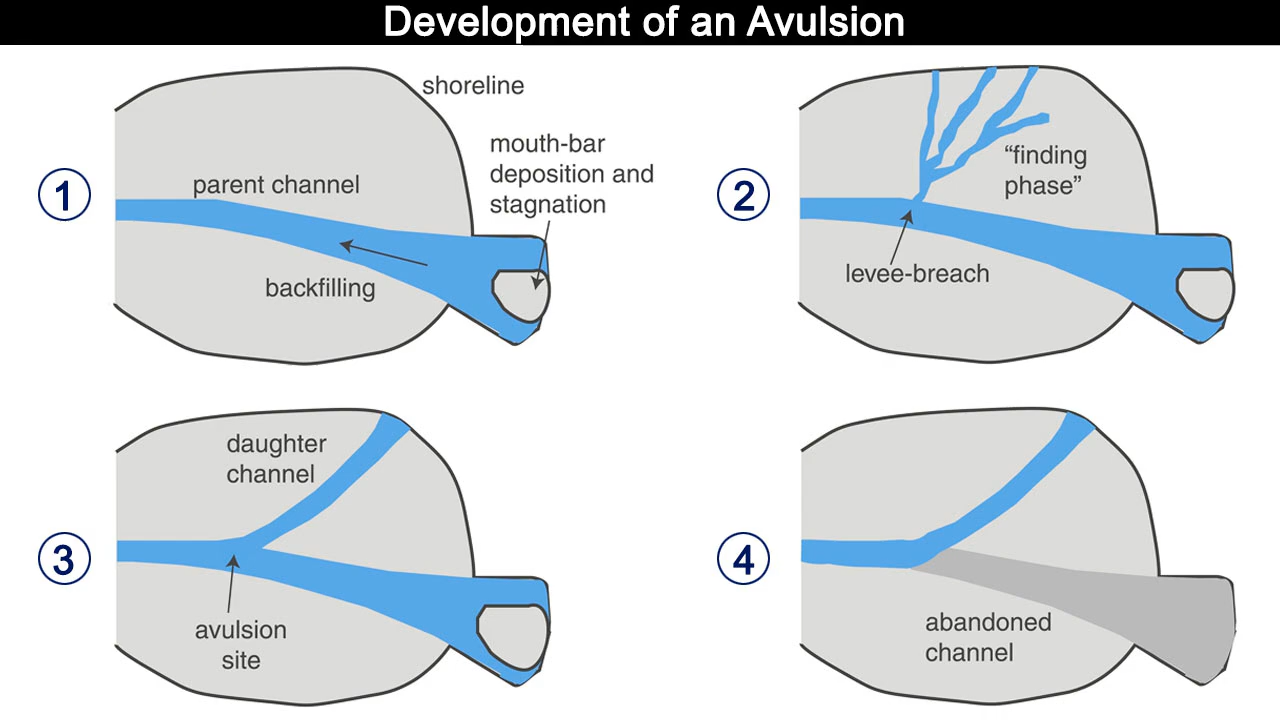 Development of an Avulsion
1
shoreline
mouth-bar
deposition and
stagnation
parent channel
backfilling
2
“finding
phase”
levee-breach
3
daughter
channel
avulsion
site
4
abandoned
channel